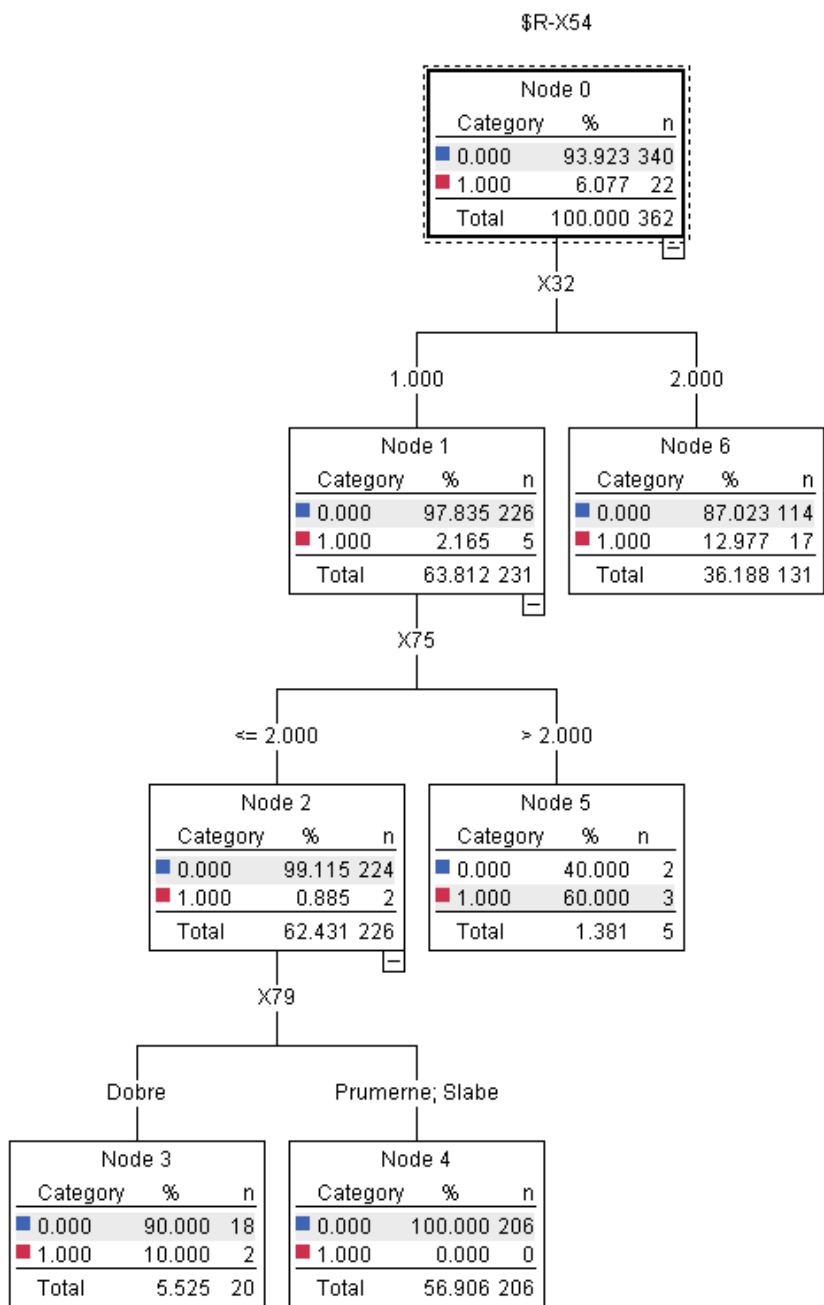 $R-X54
Node 0
Category % n
0.000 93.923 340
1.000 6.077 22
Total 100.000 362
X32
1.000 2.000
Node 1
Category % n
0.000 97.835 226
1.000 2.165 5
Total 63.812 231
Node 6
Category % n
0.000 87.023 114
1.000 12.977 17
Total 36.188 131
X75
<= 2.000 > 2.000
Node 2
Category % n
0.000 99.115 224
1.000 0.885 2
Total 62.431 226
Node 5
Category % n
0.000 40.000 2
1.000 60.000 3
Total 1.381 5
X79
Dobre Prumerne; Slabe
Node 3
Category % n
0.000 90.000 18
1.000 10.000 2
Total 5.525 20
Node 4
Category % n
0.000 100.000 206
1.000 0.000 0
Total 56.906 206